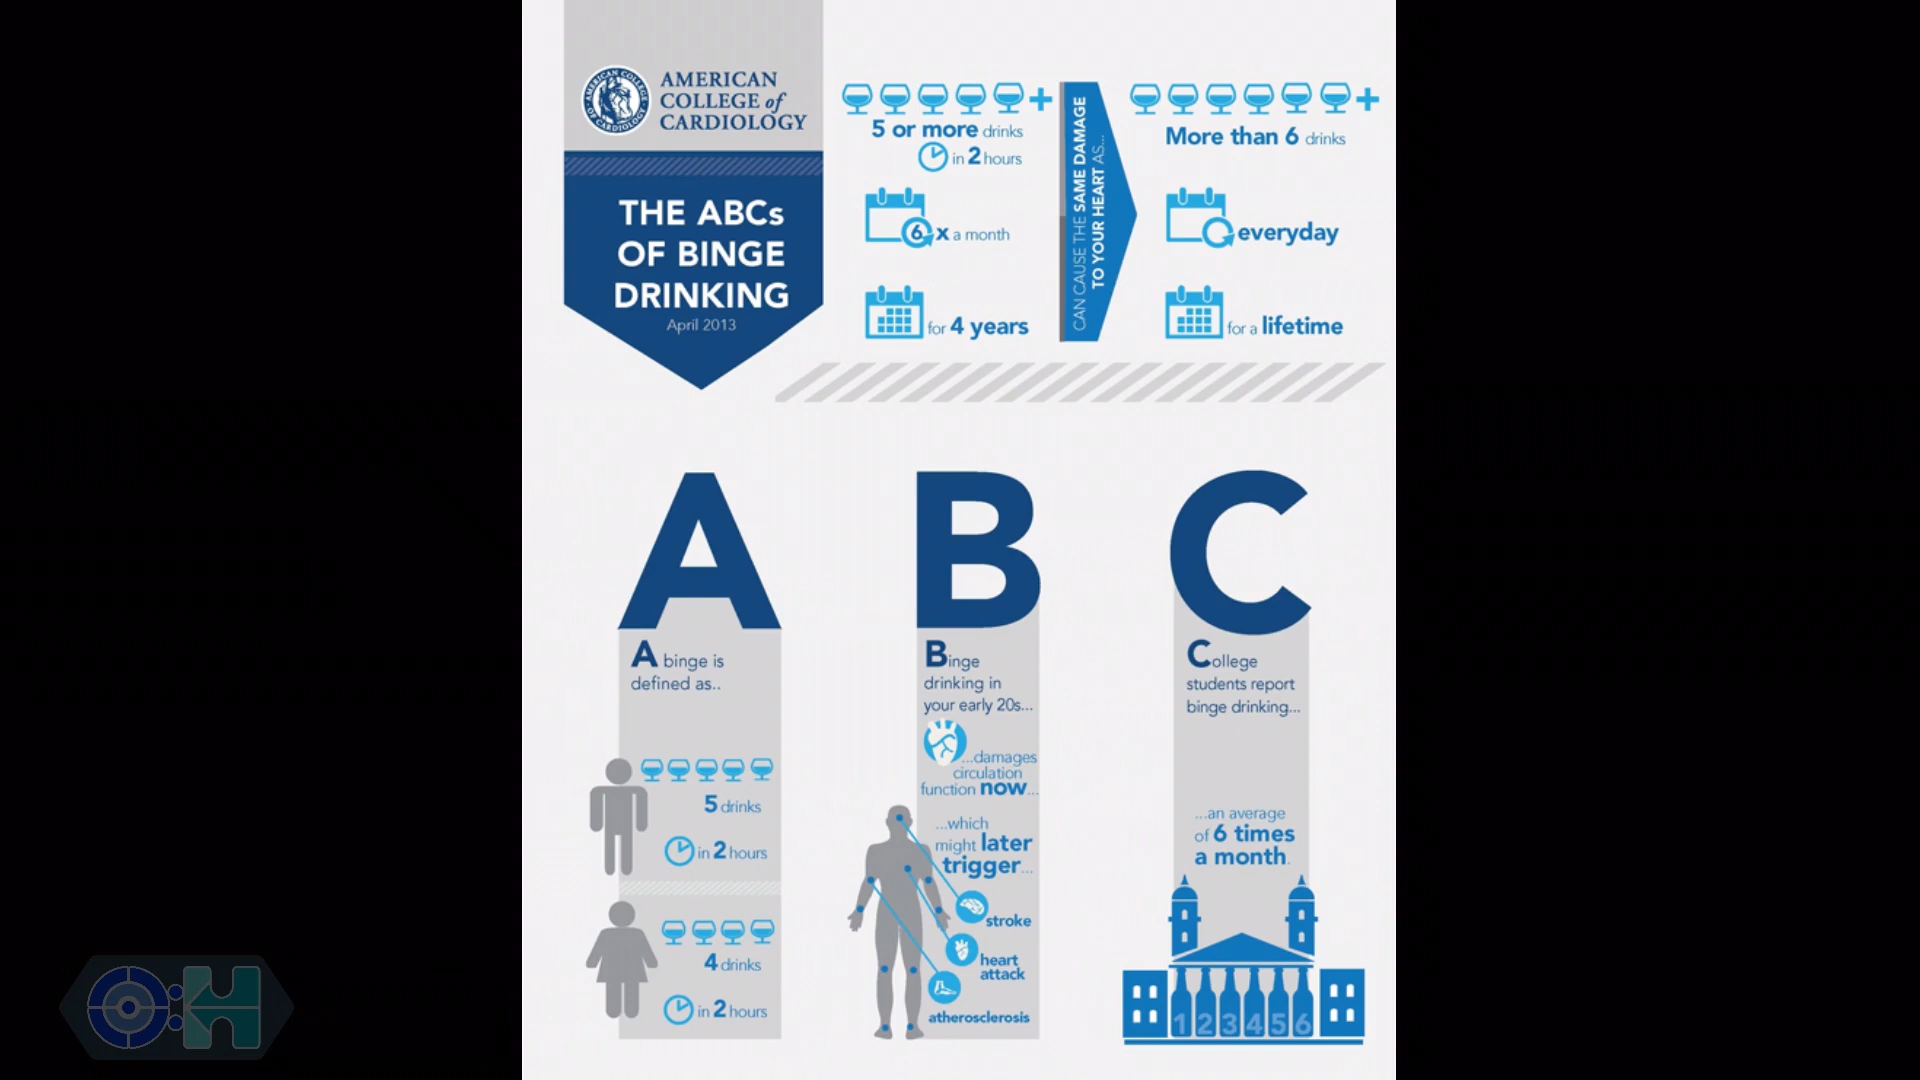 AMERICAN
COLLEGE of
CARDIOLOGY
AMERICAN COLLEGE OF CARDIOLOGY
THE ABCs
OF BINGE
DRINKING
April 2013
5 or more drinks
in 2 hours
6 x a month
for 4 years
CAN CAUSE THE SAME DAMAGE
TO YOUR HEART AS...
More than 6 drinks
everyday
for a lifetime
A
A binge is
defined as..
5 drinks
in 2 hours
4 drinks
in 2 hours
B
Binge
drinking in
your early 20s...
...damages
circulation
function now...
...which
might later
trigger...
stroke
heart
attack
atherosclerosis
C
College
students report
binge drinking...
...an average
of 6 times
a month.
1 2 3 4 5 6
H